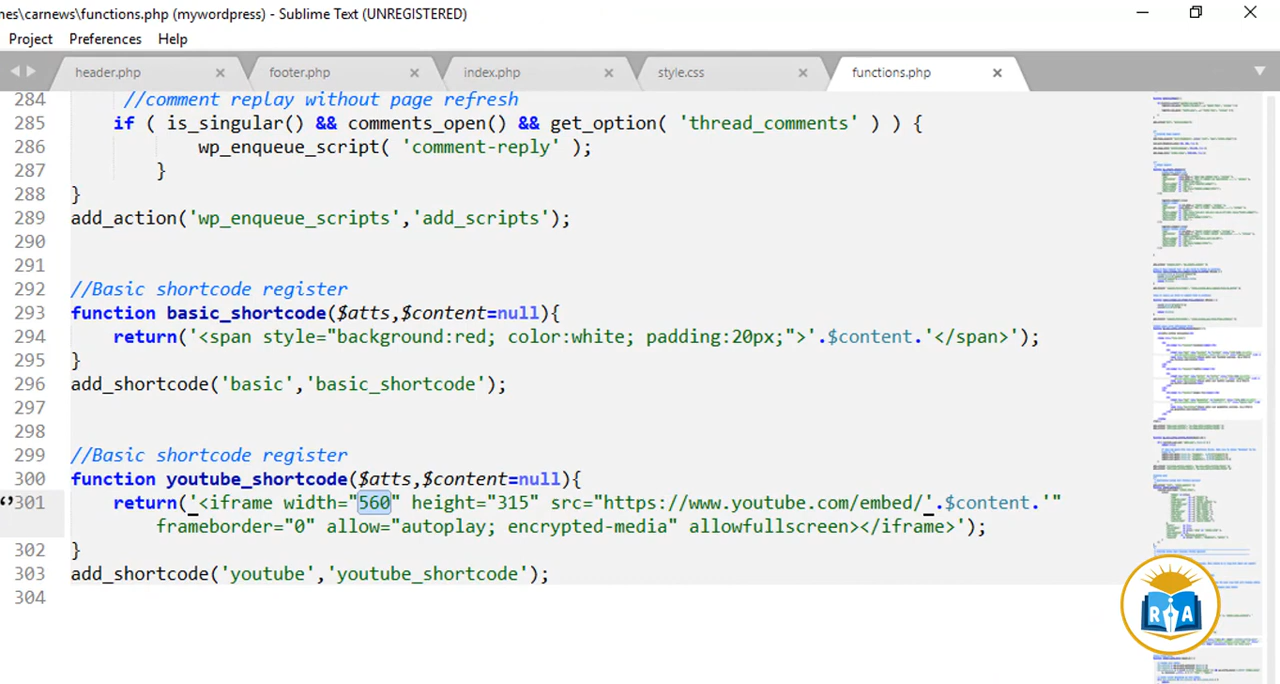 nes\carnews\functions.php (mywordpress) - Sublime Text (UNREGISTERED)
Project Preferences Help
header.php footer.php index.php style.css functions.php
284 //comment replay without page refresh
285 if ( is_singular() && comments_open() && get_option( 'thread_comments' ) ) {
286 wp_enqueue_script( 'comment-reply' );
287 }
288 }
289 add_action('wp_enqueue_scripts','add_scripts');
290
291
292 //Basic shortcode register
293 function basic_shortcode($atts,$content=null){
294 return('<span style="background:red; color:white; padding:20px;">'.$content.'</span>');
295 }
296 add_shortcode('basic','basic_shortcode');
297
298
299 //Basic shortcode register
300 function youtube_shortcode($atts,$content=null){
301 return('<iframe width="560" height="315" src="https://www.youtube.com/embed/'.$content.'"
frameborder="0" allow="autoplay; encrypted-media" allowfullscreen></iframe>');
302 }
303 add_shortcode('youtube','youtube_shortcode');
304
R A